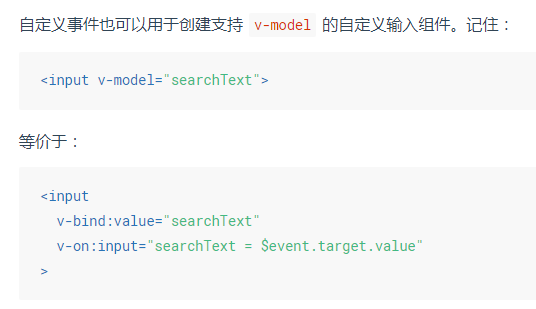 自定义事件也可以用于创建支持 v-model 的自定义输入组件。记住：
<input v-model="searchText">
等价于：
<input
  v-bind:value="searchText"
  v-on:input="searchText = $event.target.value"
>